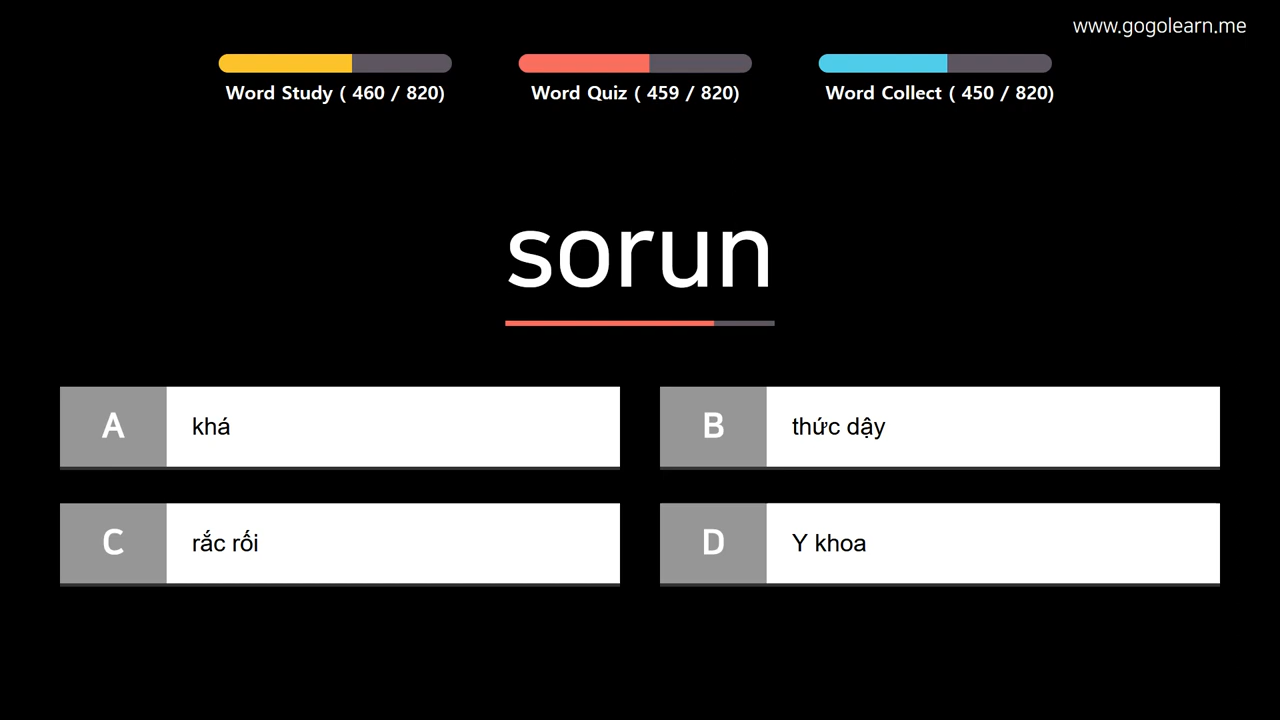 www.gogolearn.me
Word Study ( 460 / 820)
Word Quiz ( 459 / 820)
Word Collect ( 450 / 820)
sorun
A
khá
B
thức dậy
C
rắc rối
D
Y khoa